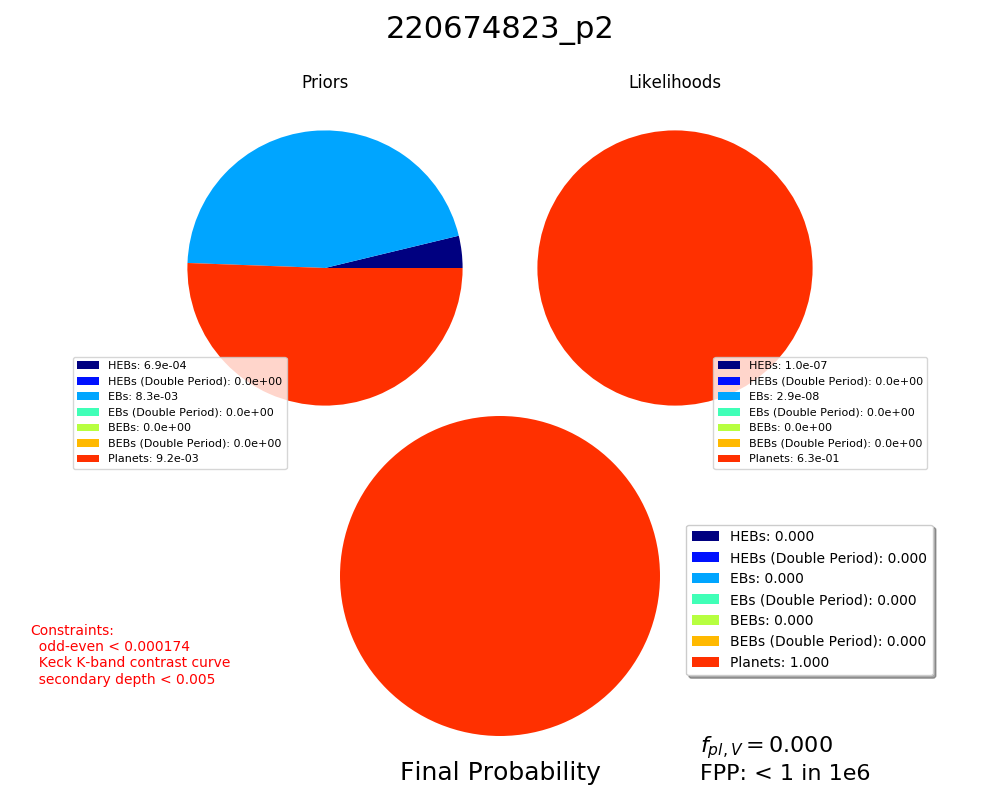 220674823_p2
Priors
Likelihoods
HEBs: 6.9e-04
HEBs (Double Period): 0.0e+00
EBs: 8.3e-03
EBs (Double Period): 0.0e+00
BEBs: 0.0e+00
BEBs (Double Period): 0.0e+00
Planets: 9.2e-03
HEBs: 1.0e-07
HEBs (Double Period): 0.0e+00
EBs: 2.9e-08
EBs (Double Period): 0.0e+00
BEBs: 0.0e+00
BEBs (Double Period): 0.0e+00
Planets: 6.3e-01
HEBs: 0.000
HEBs (Double Period): 0.000
EBs: 0.000
EBs (Double Period): 0.000
BEBs: 0.000
BEBs (Double Period): 0.000
Planets: 1.000
Constraints:
odd-even < 0.000174
Keck K-band contrast curve
secondary depth < 0.005
f_{pl,V} = 0.000
FPP: < 1 in 1e6
Final Probability